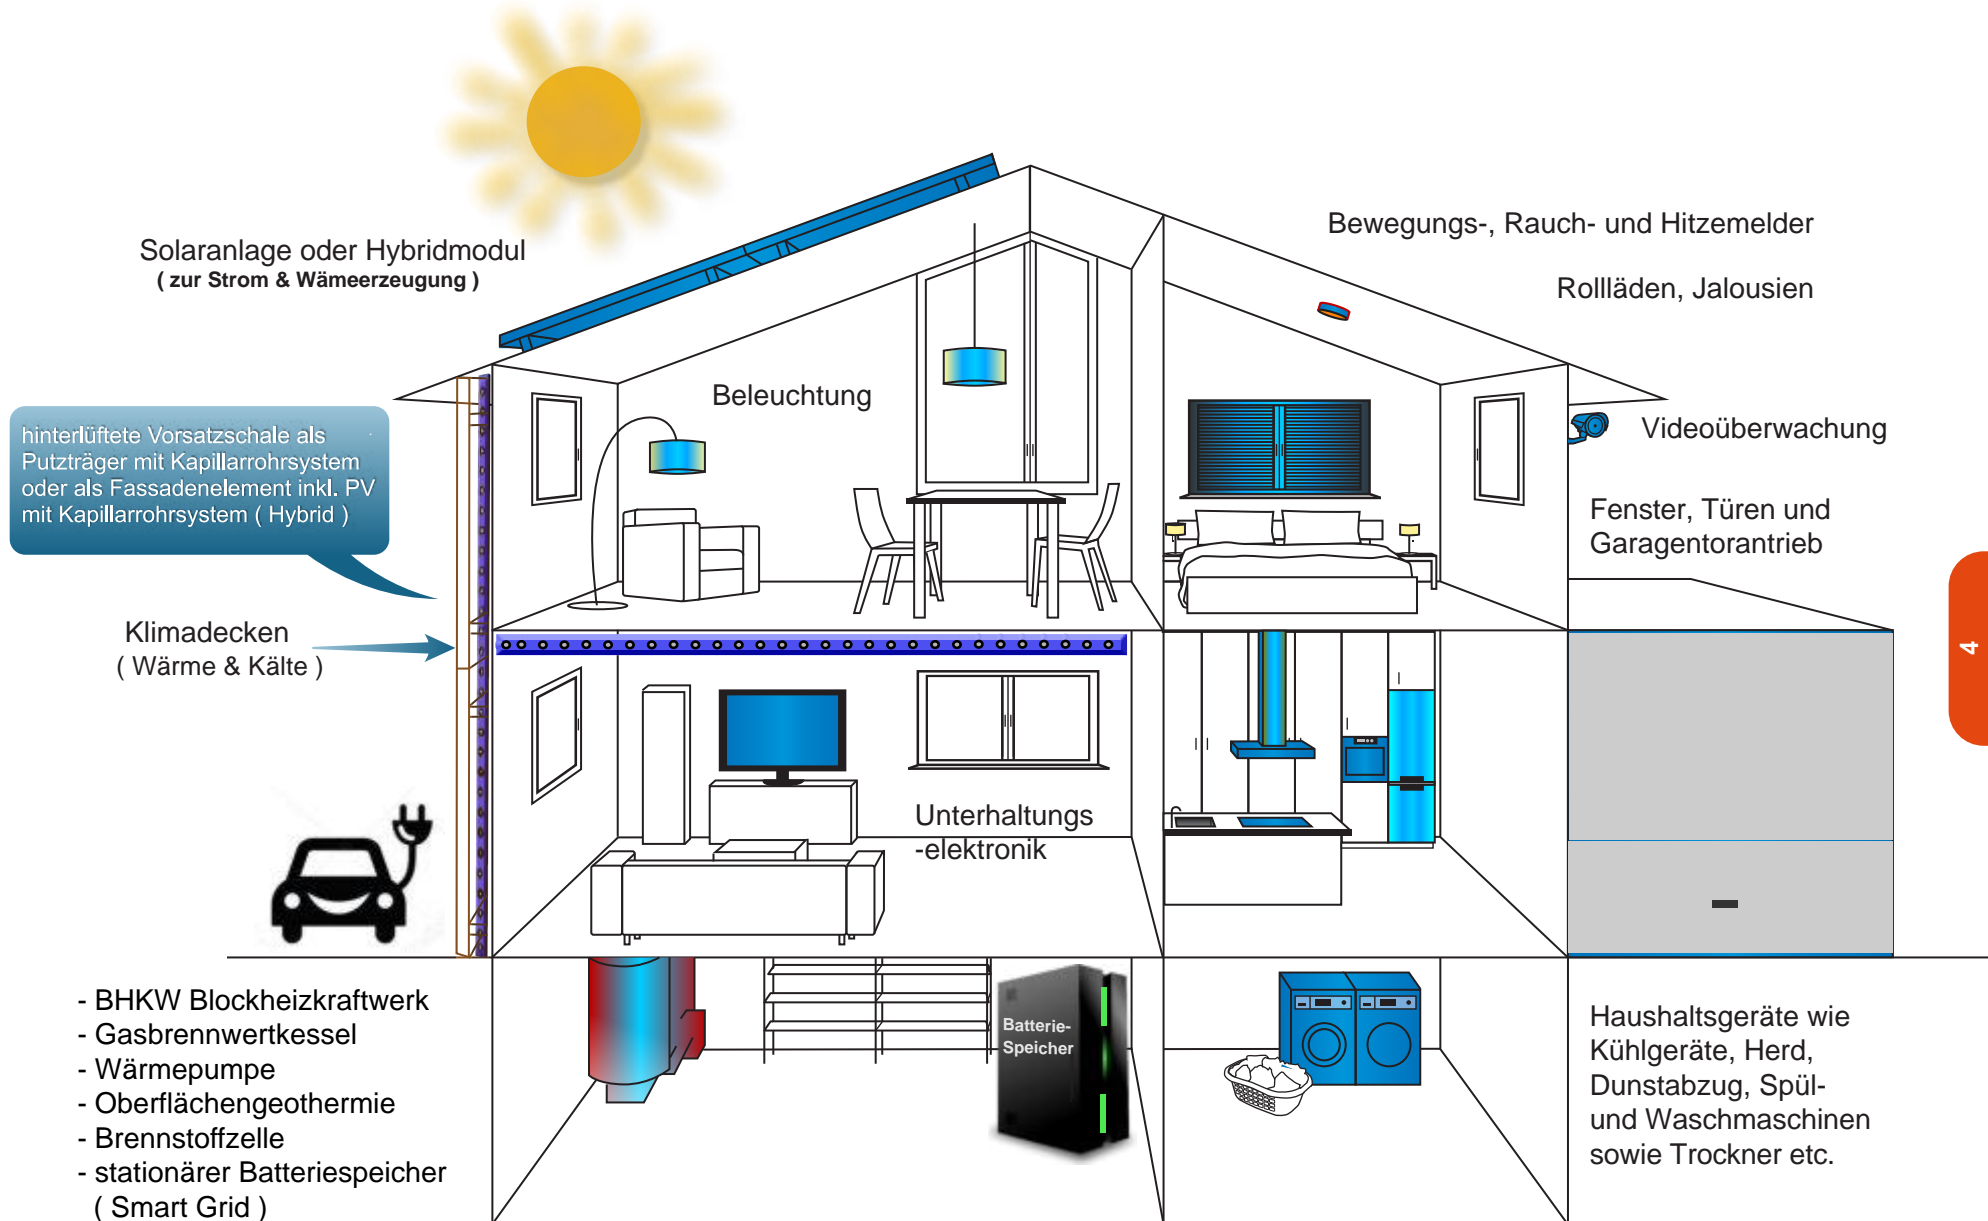 Solaranlage oder Hybridmodul
( zur Strom & Wämeerzeugung )
Bewegungs-, Rauch- und Hitzemelder
Rollläden, Jalousien
Beleuchtung
hinterlüftete Vorsatzschale als
Putzträger mit Kapillarrohrsystem
oder als Fassadenelement inkl. PV
mit Kapillarrohrsystem ( Hybrid )
Videoüberwachung
Fenster, Türen und
Garagentorantrieb
Klimadecken
( Wärme & Kälte )
4
Unterhaltungs
-elektronik
- BHKW Blockheizkraftwerk
- Gasbrennwertkessel
- Wärmepumpe
- Oberflächengeothermie
- Brennstoffzelle
- stationärer Batteriespeicher
( Smart Grid )
Batterie-
Speicher
Haushaltsgeräte wie
Kühlgeräte, Herd,
Dunstabzug, Spül-
und Waschmaschinen
sowie Trockner etc.